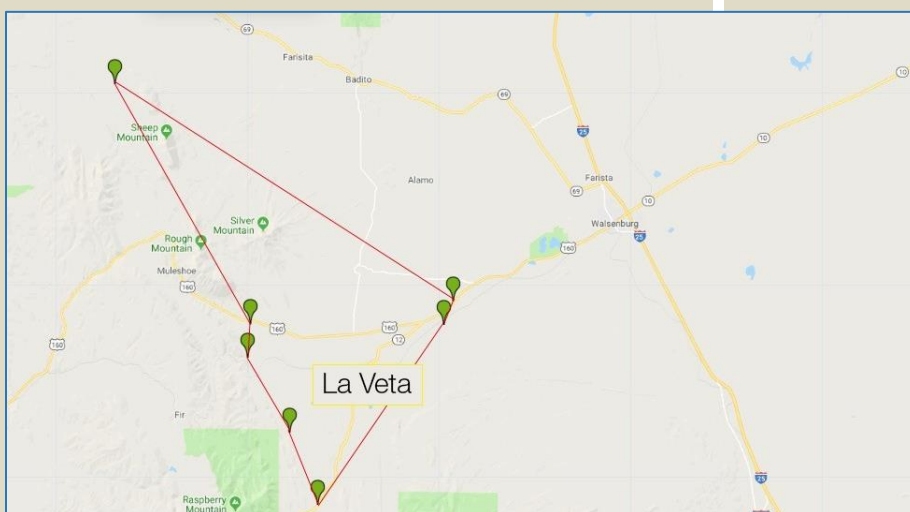 69
Farisita
Badito
10
69
Sheep
Mountain
25
10
Alamo
Farista
69
10
Silver
Mountain
Walsenburg
25
Rough
Mountain
160
Muleshoe
160
160
160
160
12
La Veta
Fir
25
Raspberry
Mountain